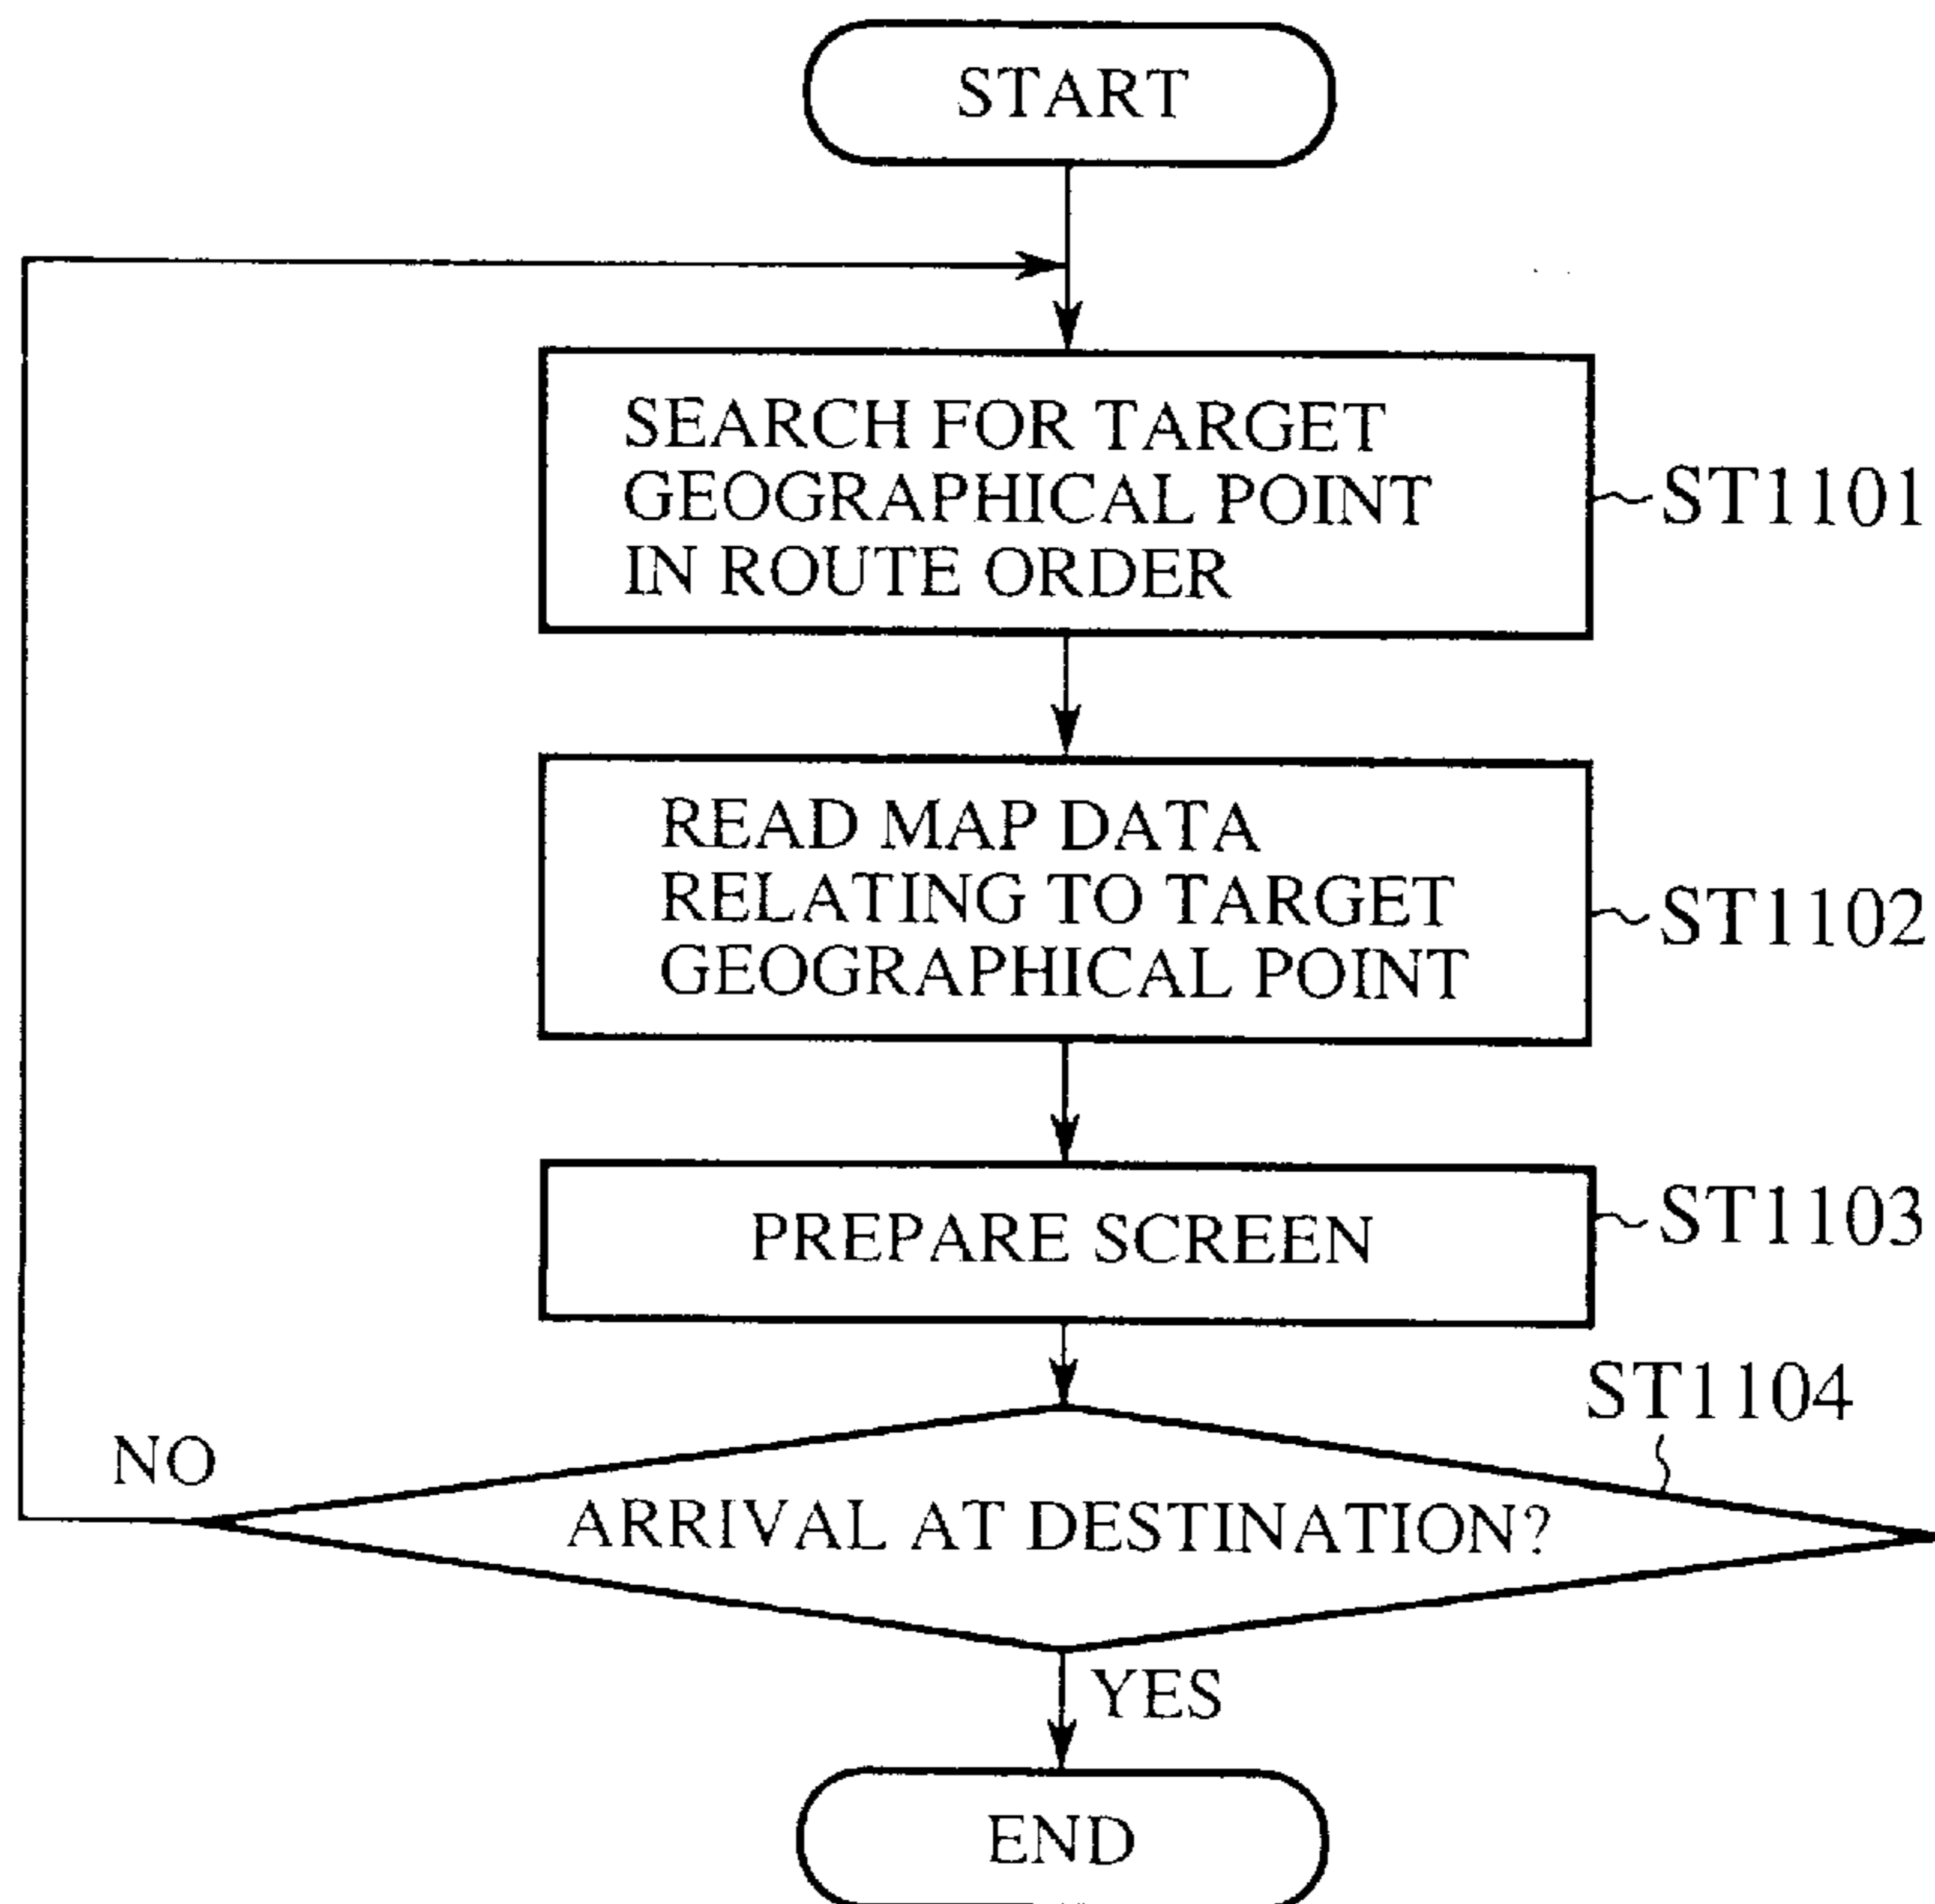 START
SEARCH FOR TARGET
GEOGRAPHICAL POINT
IN ROUTE ORDER
ST1101
READ MAP DATA
RELATING TO TARGET
GEOGRAPHICAL POINT
ST1102
PREPARE SCREEN
ST1103
ST1104
NO
ARRIVAL AT DESTINATION?
YES
END